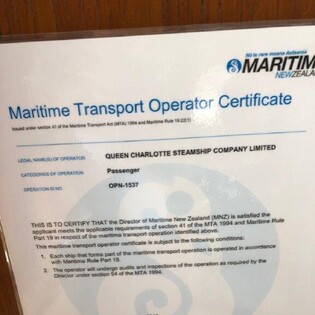 Nō te rere moana Aotearoa
MARITIM
NEWZEALAN
Maritime Transport Operator Certificate
Issued under section 41 of the Maritime Transport Act (MTA) 1994 and Maritime Rule 19.22(1)
LEGAL NAME(S) OF OPERATOR QUEEN CHARLOTTE STEAMSHIP COMPANY LIMITED
CATEGORIES OF OPERATION Passenger
OPERATION ID NO OPN-1537
THIS IS TO CERTIFY THAT the Director of Maritime New Zealand (MNZ) is satisfied the
applicant meets the applicable requirements of section 41 of the MTA 1994 and Maritime Rule
Part 19 in respect of the maritime transport operation identified above.
This maritime transport operator certificate is subject to the following conditions:
1. Each ship that forms part of the maritime transport operation is operated in accordance
with Maritime Rule Part 19.
2. The operator will undergo audits and inspections of the operation as required by the
Director under section 54 of the MTA 1994.